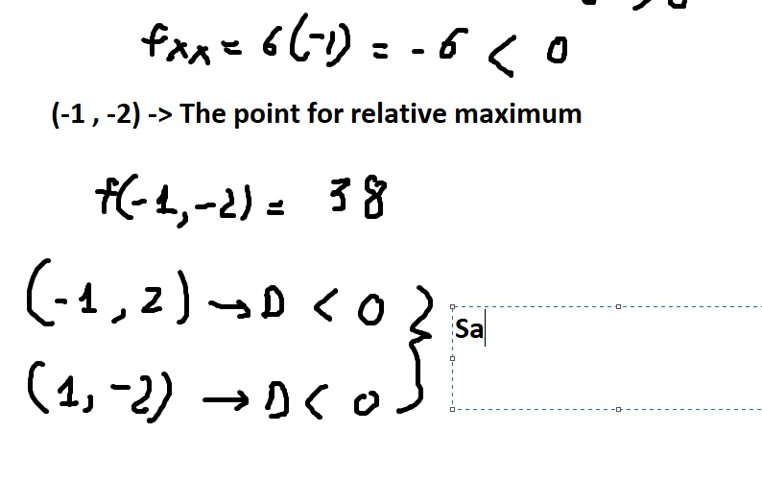 fxx = 6(-1) = -6 < 0
(-1 , -2) -> The point for relative maximum
f(-1,-2) = 38
(-1, 2) → D < 0 }
Sa
(1, -2) → D < 0